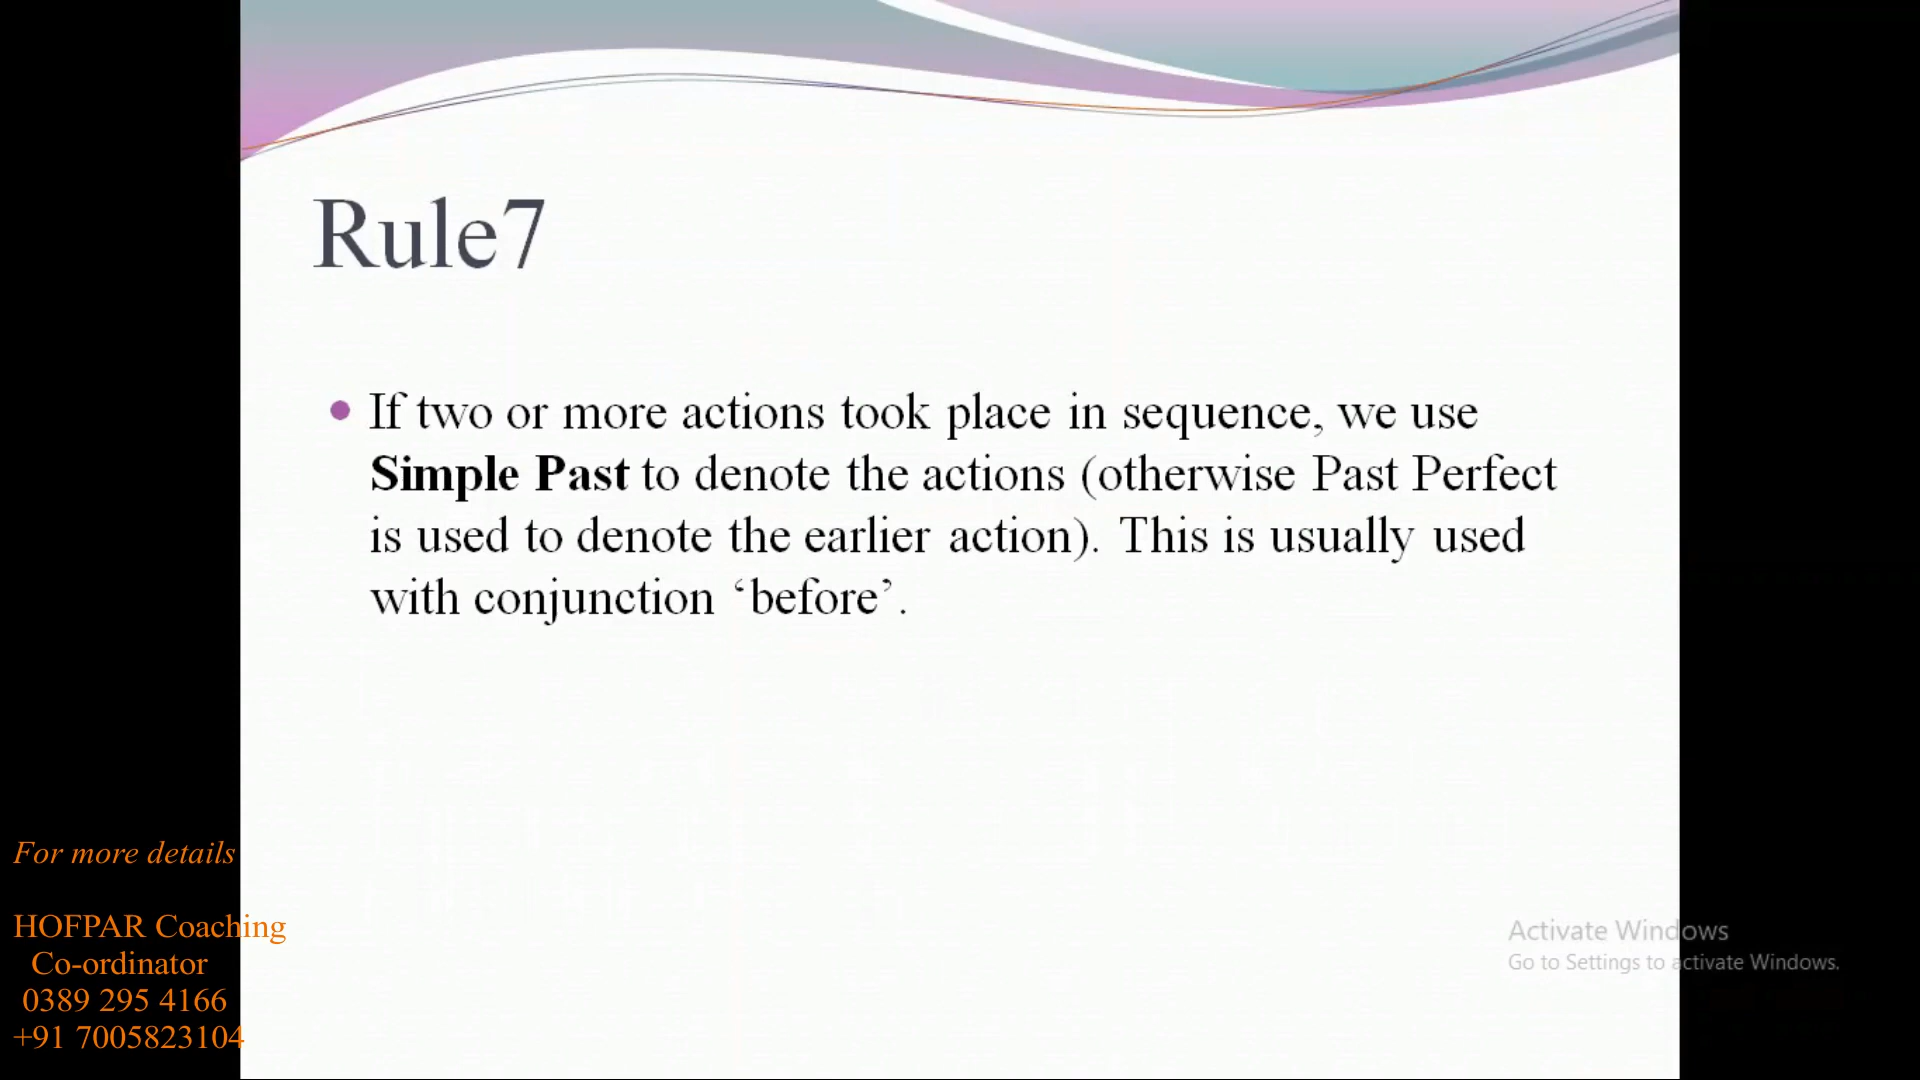 Rule7
If two or more actions took place in sequence, we use
Simple Past to denote the actions (otherwise Past Perfect
is used to denote the earlier action). This is usually used
with conjunction ‘before’.
For more details
HOFPAR Coaching
Co-ordinator
0389 295 4166
+91 7005823104
Activate Windows
Go to Settings to activate Windows.